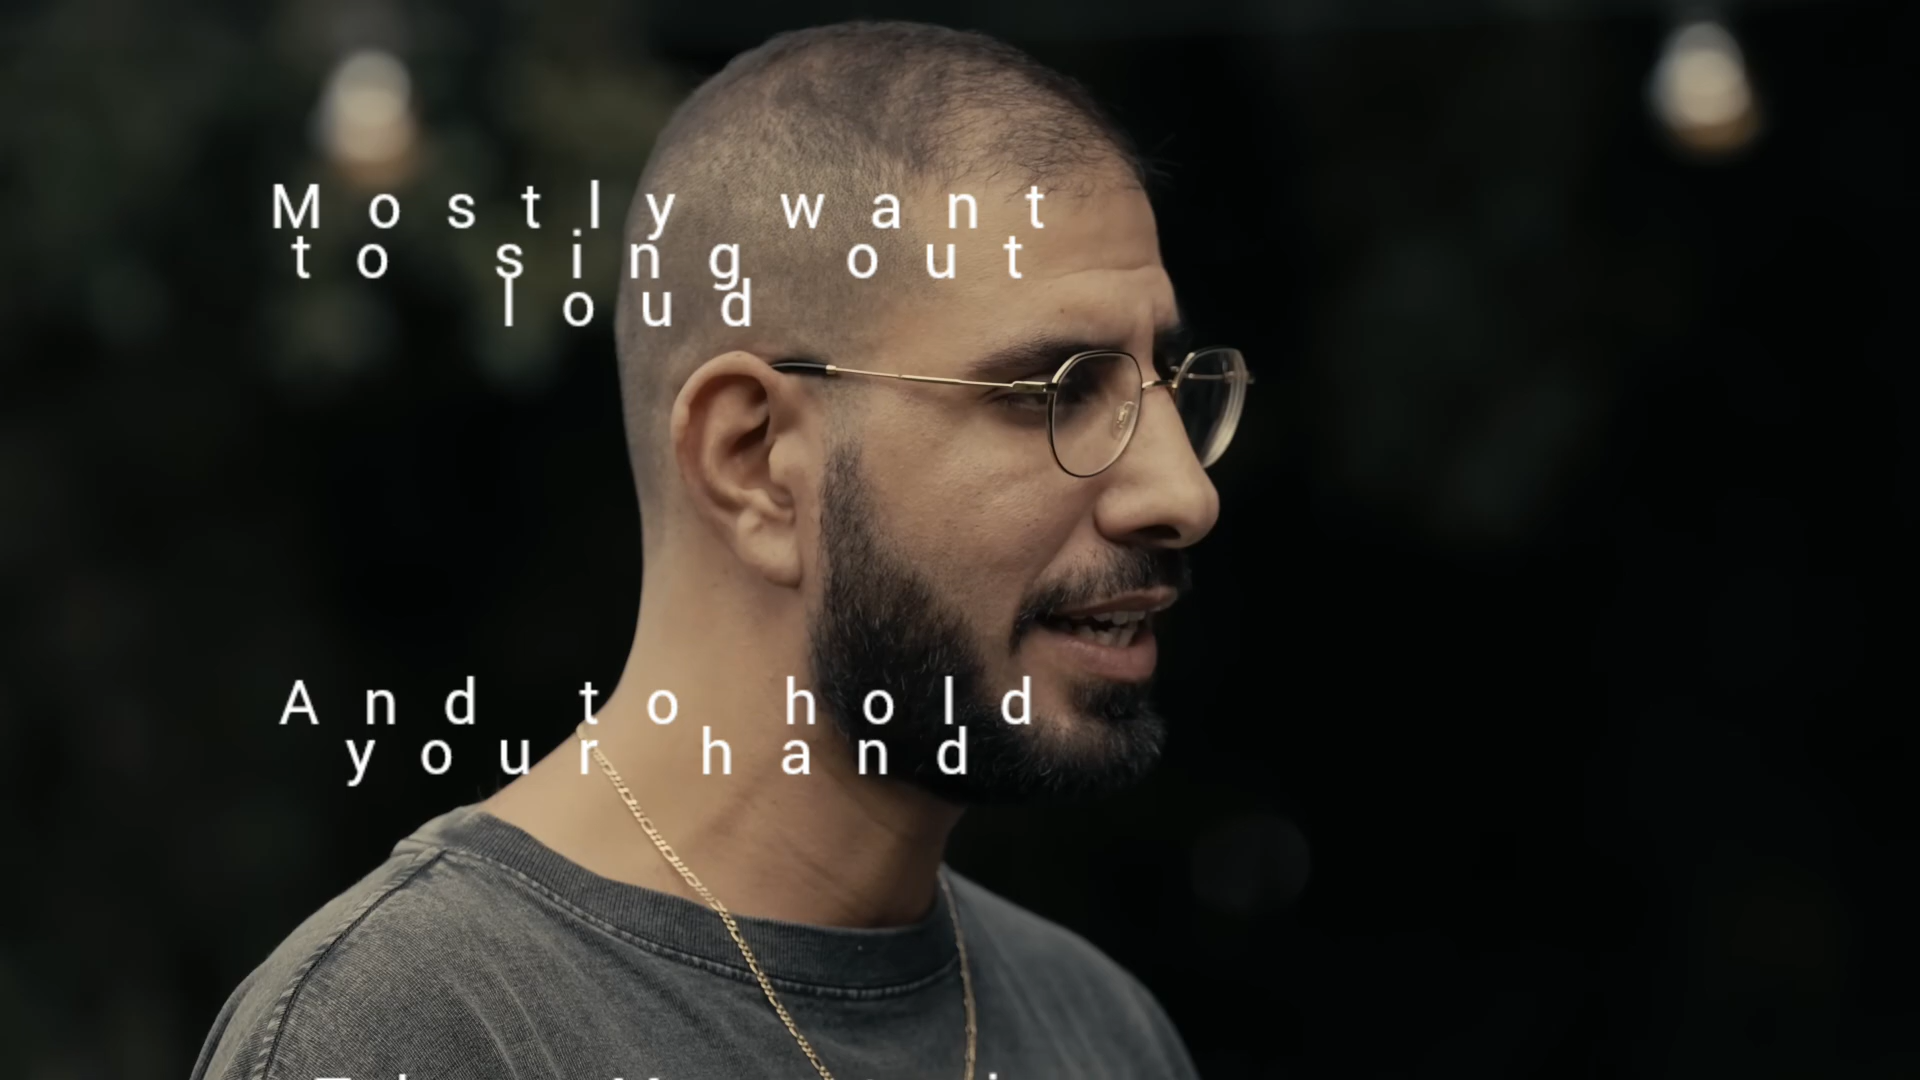 Mostly want
to sing out
loud
And to hold
your hand